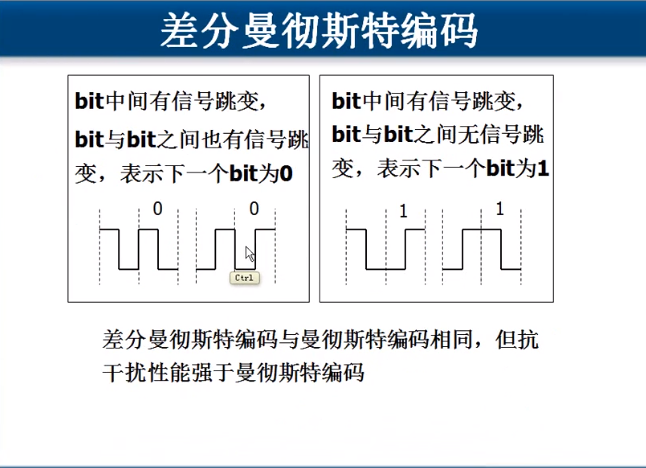 差分曼彻斯特编码
bit中间有信号跳变，
bit与bit之间也有信号跳
变，表示下一个bit为0
0
0
Ctrl
bit中间有信号跳变，
bit与bit之间无信号跳
变，表示下一个bit为1
1
1
差分曼彻斯特编码与曼彻斯特编码相同，但抗
干扰性能强于曼彻斯特编码